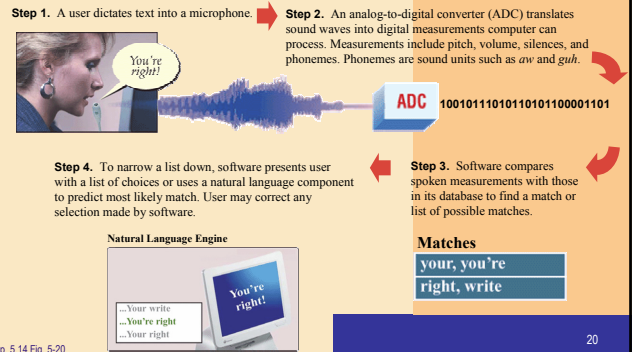 Step 1. A user dictates text into a microphone.
Step 2. An analog-to-digital converter (ADC) translates
sound waves into digital measurements computer can
process. Measurements include pitch, volume, silences, and
phonemes. Phonemes are sound units such as aw and guh.
You're
right!
ADC
10010111010110101100001101
Step 3. Software compares
spoken measurements with those
in its database to find a match or
list of possible matches.
Matches
your, you're
right, write
Step 4. To narrow a list down, software presents user
with a list of choices or uses a natural language component
to predict most likely match. User may correct any
selection made by software.
Natural Language Engine
You're
right!
...Your write
...You're right
...Your right
p. 5.14 Fig. 5-20
20